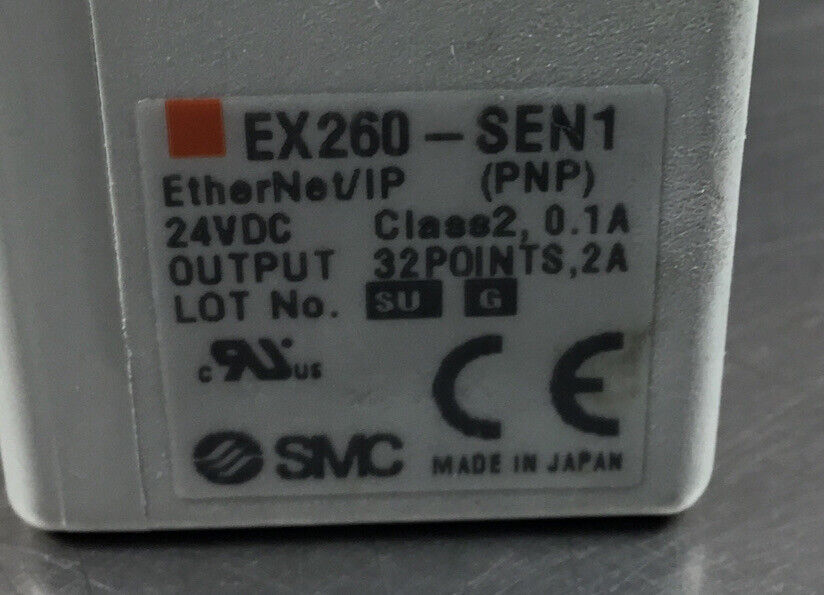 EX260-SEN1
EtherNet/IP (PNP)
24VDC Class2, 0.1A
OUTPUT 32POINTS,2A
LOT No. SU G
c RU US CE
SMC MADE IN JAPAN